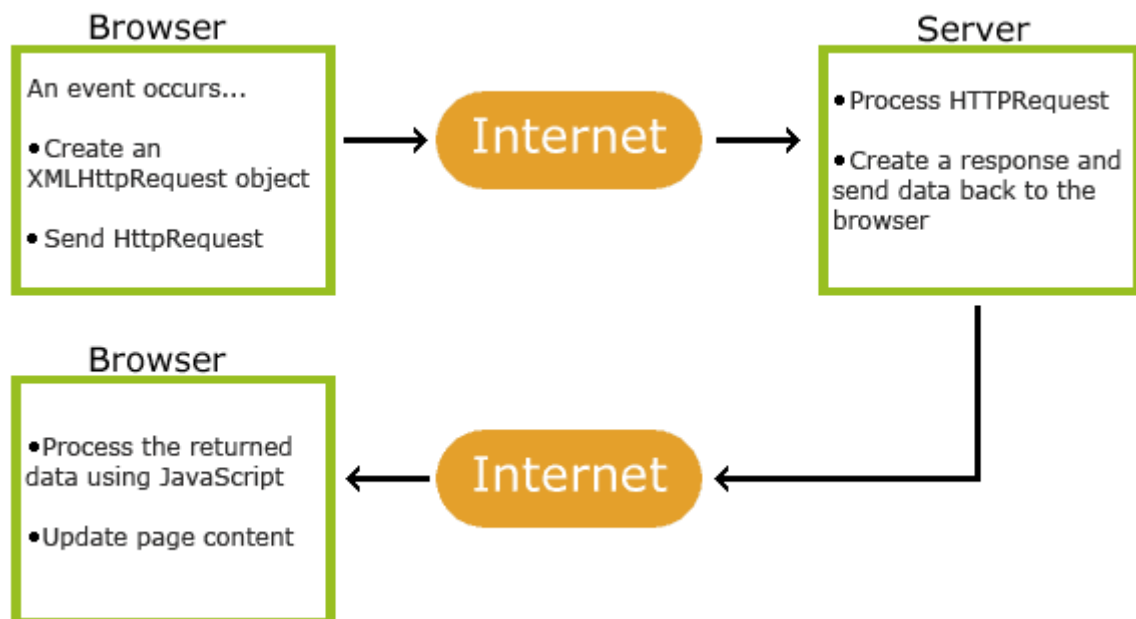 Browser
An event occurs...
•Create an
XMLHttpRequest object
• Send HttpRequest
Internet
Server
•Process HTTPRequest
•Create a response and
send data back to the
browser
Browser
•Process the returned
data using JavaScript
•Update page content
Internet